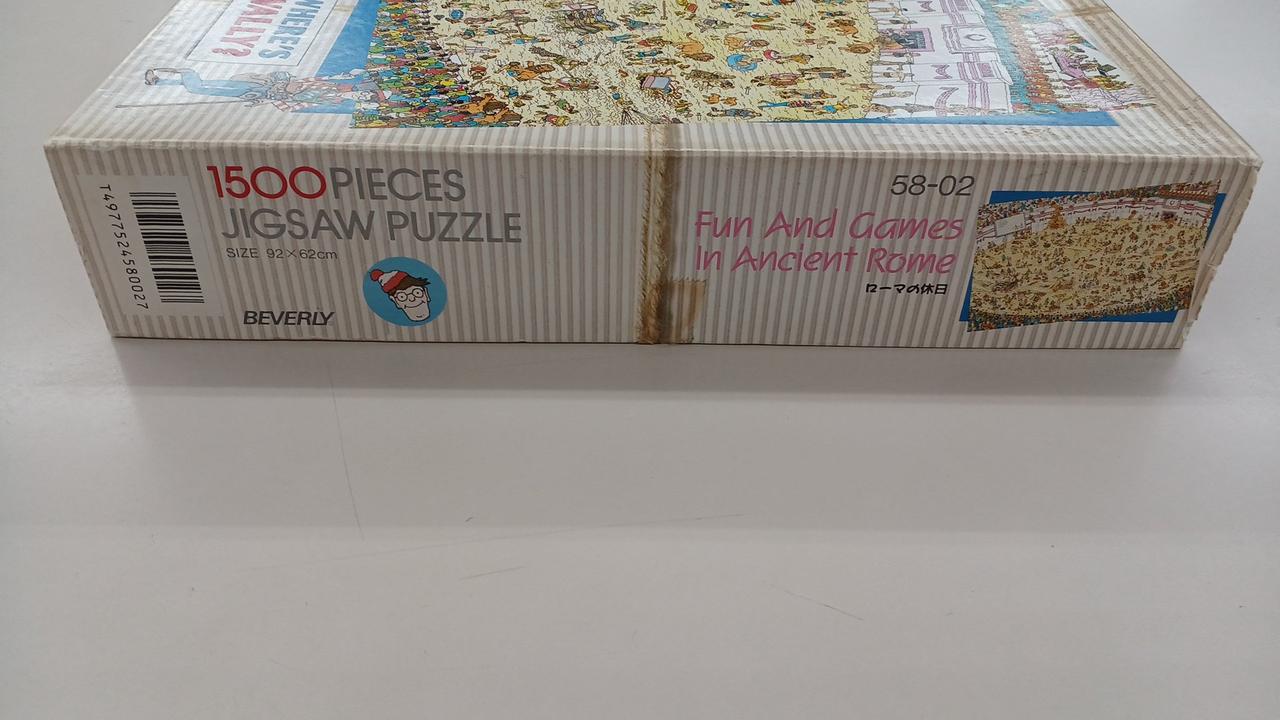 WHERE'S
WALLY?
T4977524580027
1500 PIECES
JIGSAW PUZZLE
SIZE 92×62cm
BEVERLY
58-02
Fun And Games
In Ancient Rome
ローマの休日